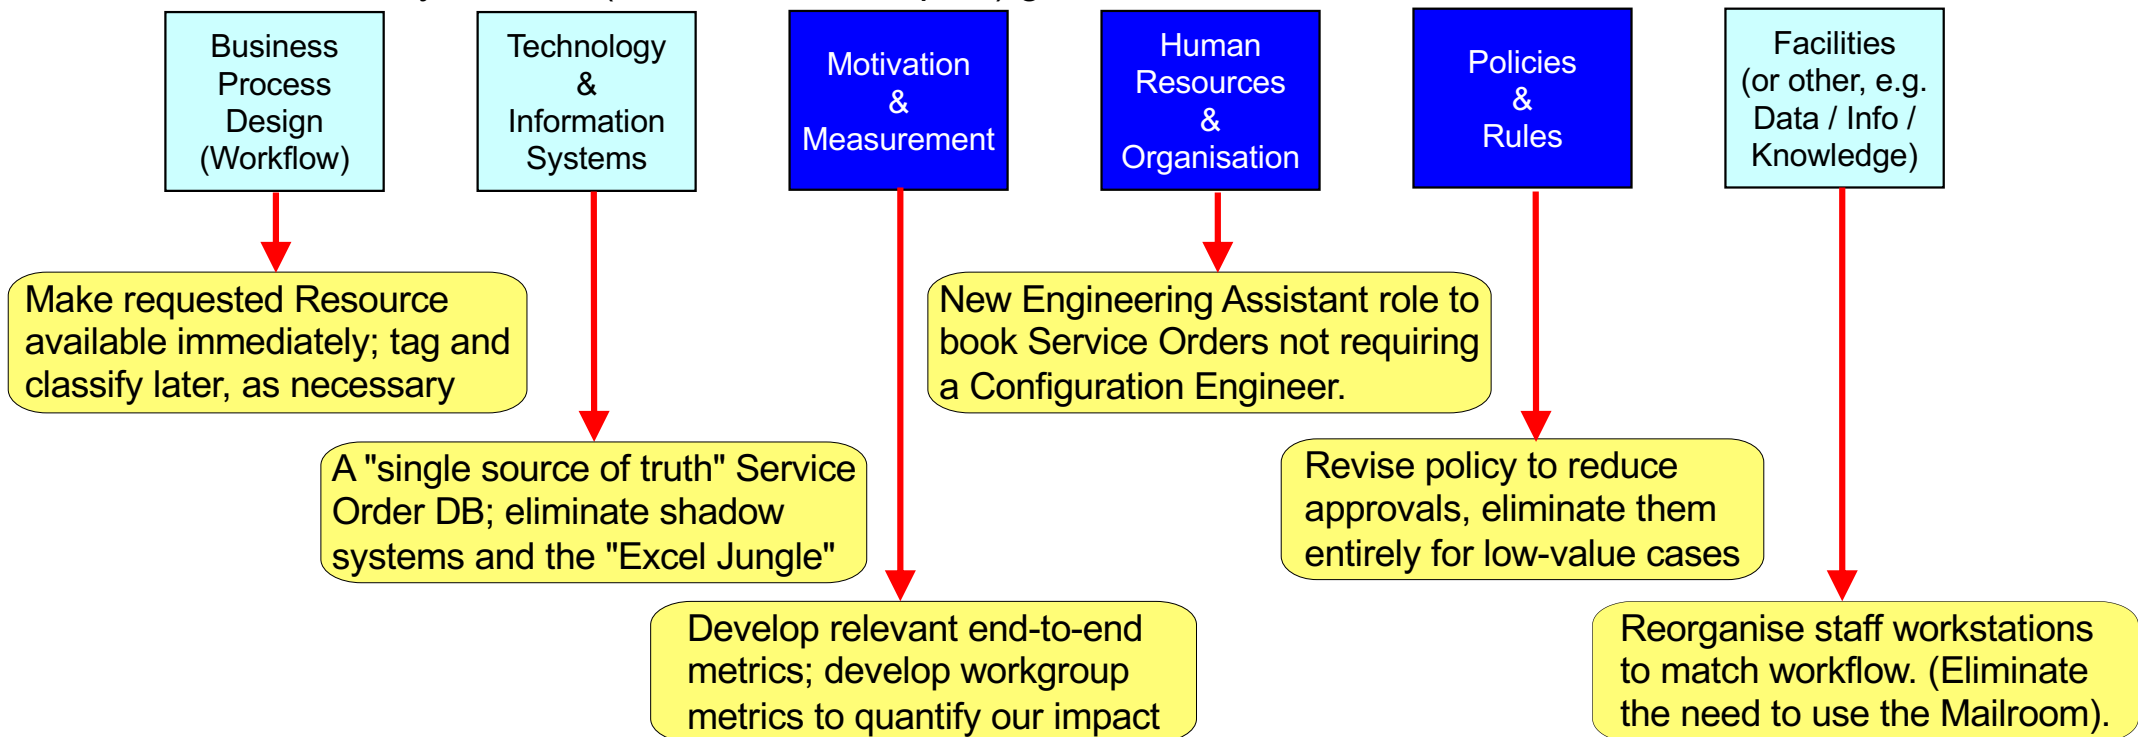 Business
Process
Design
(Workflow)
Technology
&
Information
Systems
Motivation
&
Measurement
Human
Resources
&
Organisation
Policies
&
Rules
Facilities
(or other, e.g.
Data / Info /
Knowledge)
Make requested Resource
available immediately; tag and
classify later, as necessary
New Engineering Assistant role to
book Service Orders not requiring
a Configuration Engineer.
A "single source of truth" Service
Order DB; eliminate shadow
systems and the "Excel Jungle"
Revise policy to reduce
approvals, eliminate them
entirely for low-value cases
Develop relevant end-to-end
metrics; develop workgroup
metrics to quantify our impact
Reorganise staff workstations
to match workflow. (Eliminate
the need to use the Mailroom).